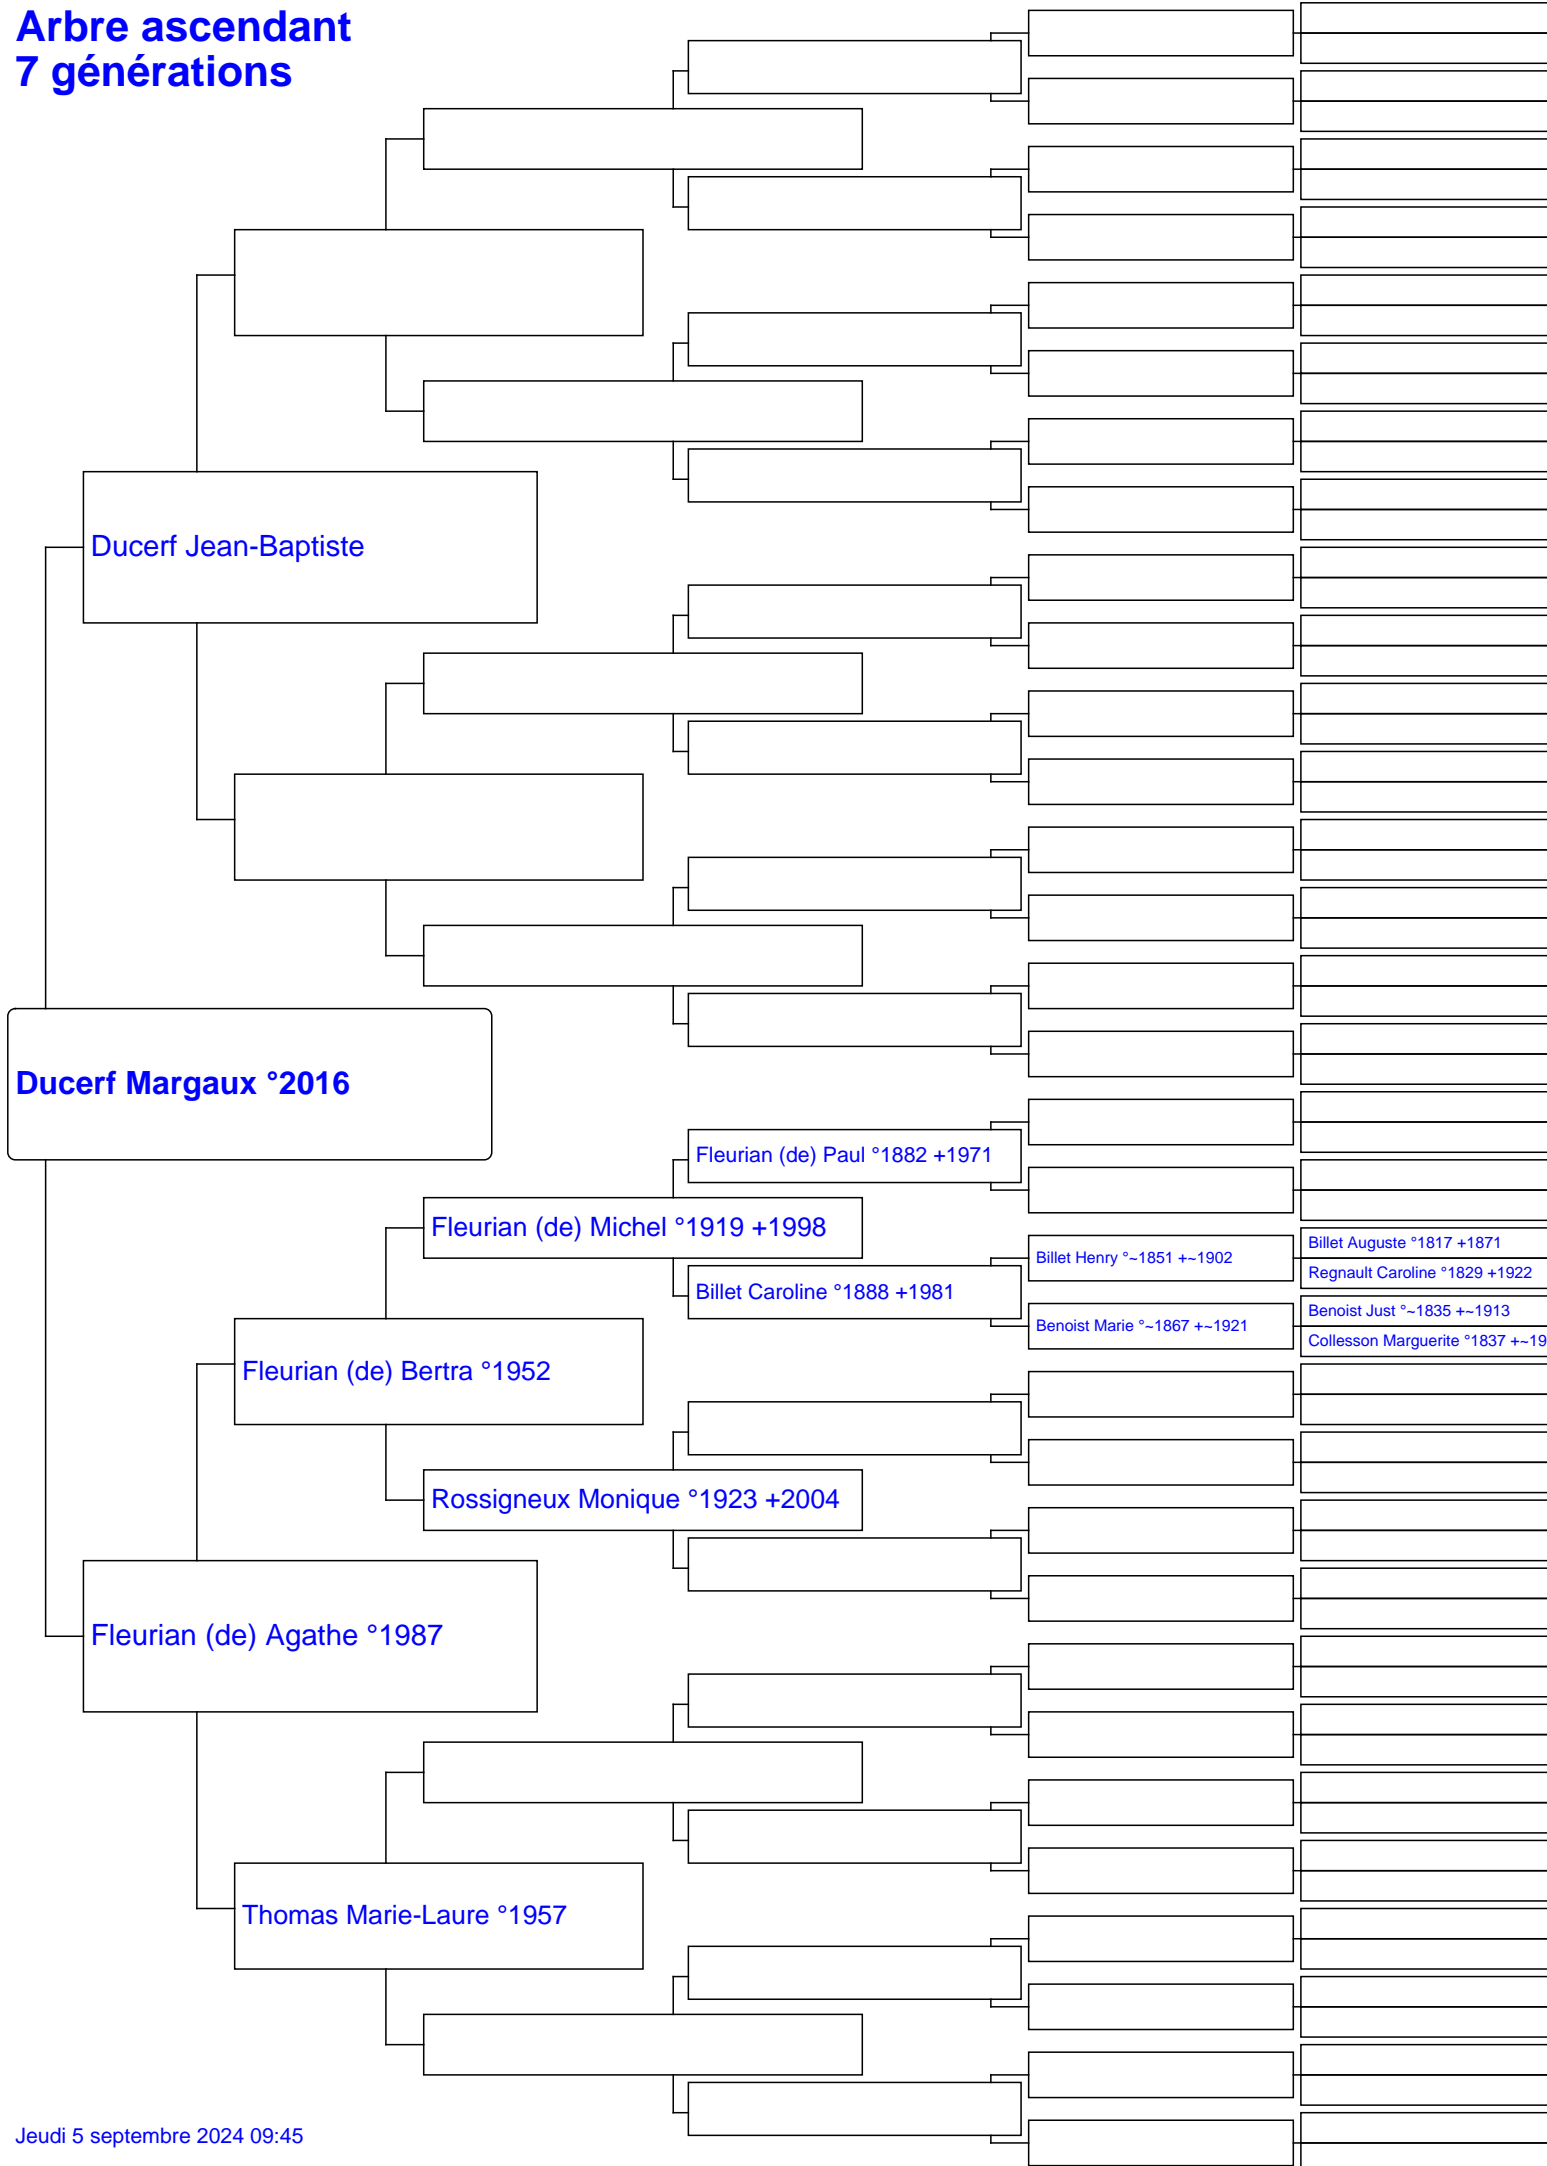 Arbre ascendant
7 générations
Ducerf Jean-Baptiste
Ducerf Margaux °2016
Fleurian (de) Paul °1882 +1971
Fleurian (de) Michel °1919 +1998
Billet Auguste °1817 +1871
Billet Henry °~1851 +~1902
Regnault Caroline °1829 +1922
Billet Caroline °1888 +1981
Benoist Just °~1835 +~1913
Benoist Marie °~1867 +~1921
Collesson Marguerite °1837 +~19
Fleurian (de) Bertra °1952
Rossigneux Monique °1923 +2004
Fleurian (de) Agathe °1987
Thomas Marie-Laure °1957
Jeudi 5 septembre 2024 09:45